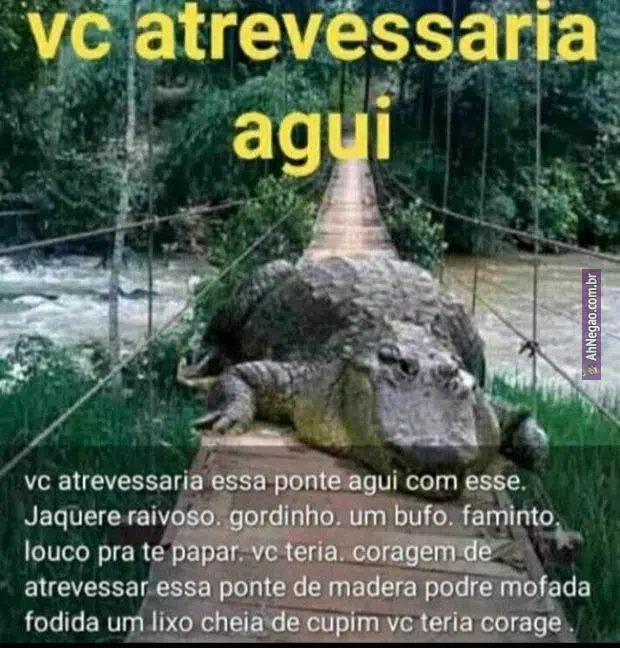 vc atrevessaria
agui
AhNegao.com.br
vc atrevessaria essa ponte agui com esse.
Jaquere raivoso. gordinho. um bufo. faminto.
louco pra te papar. vc teria. coragem de
atrevessar essa ponte de madera podre mofada
fodida um lixo cheia de cupim vc teria corage .